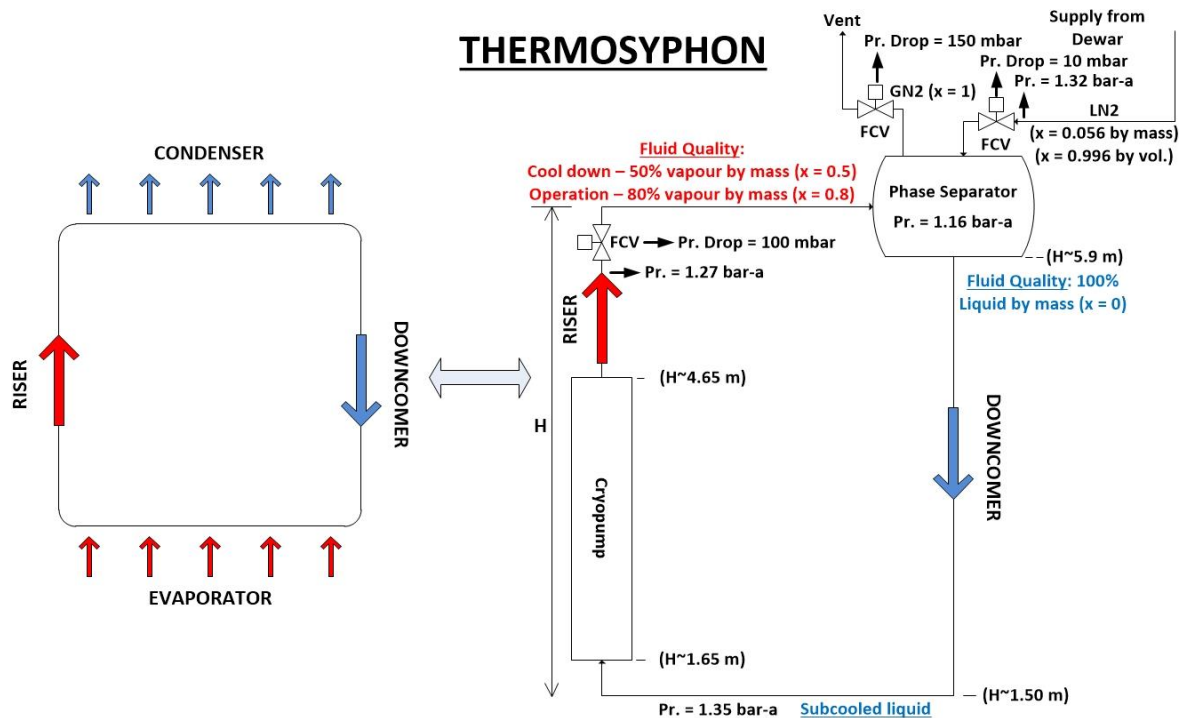 THERMOSYPHON
CONDENSER
RISER
DOWNCOMER
EVAPORATOR
Vent
Pr. Drop = 150 mbar
GN2 (x = 1)
FCV
Supply from
Dewar
Pr. Drop = 10 mbar
Pr. = 1.32 bar-a
LN2
FCV
(x = 0.056 by mass)
(x = 0.996 by vol.)
Fluid Quality:
Cool down – 50% vapour by mass (x = 0.5)
Operation – 80% vapour by mass (x = 0.8)
Phase Separator
Pr. = 1.16 bar-a
FCV
Pr. Drop = 100 mbar
Pr. = 1.27 bar-a
(H~5.9 m)
Fluid Quality: 100%
Liquid by mass (x = 0)
RISER
(H~4.65 m)
H
Cryopump
DOWNCOMER
(H~1.65 m)
(H~1.50 m)
Pr. = 1.35 bar-a
Subcooled liquid